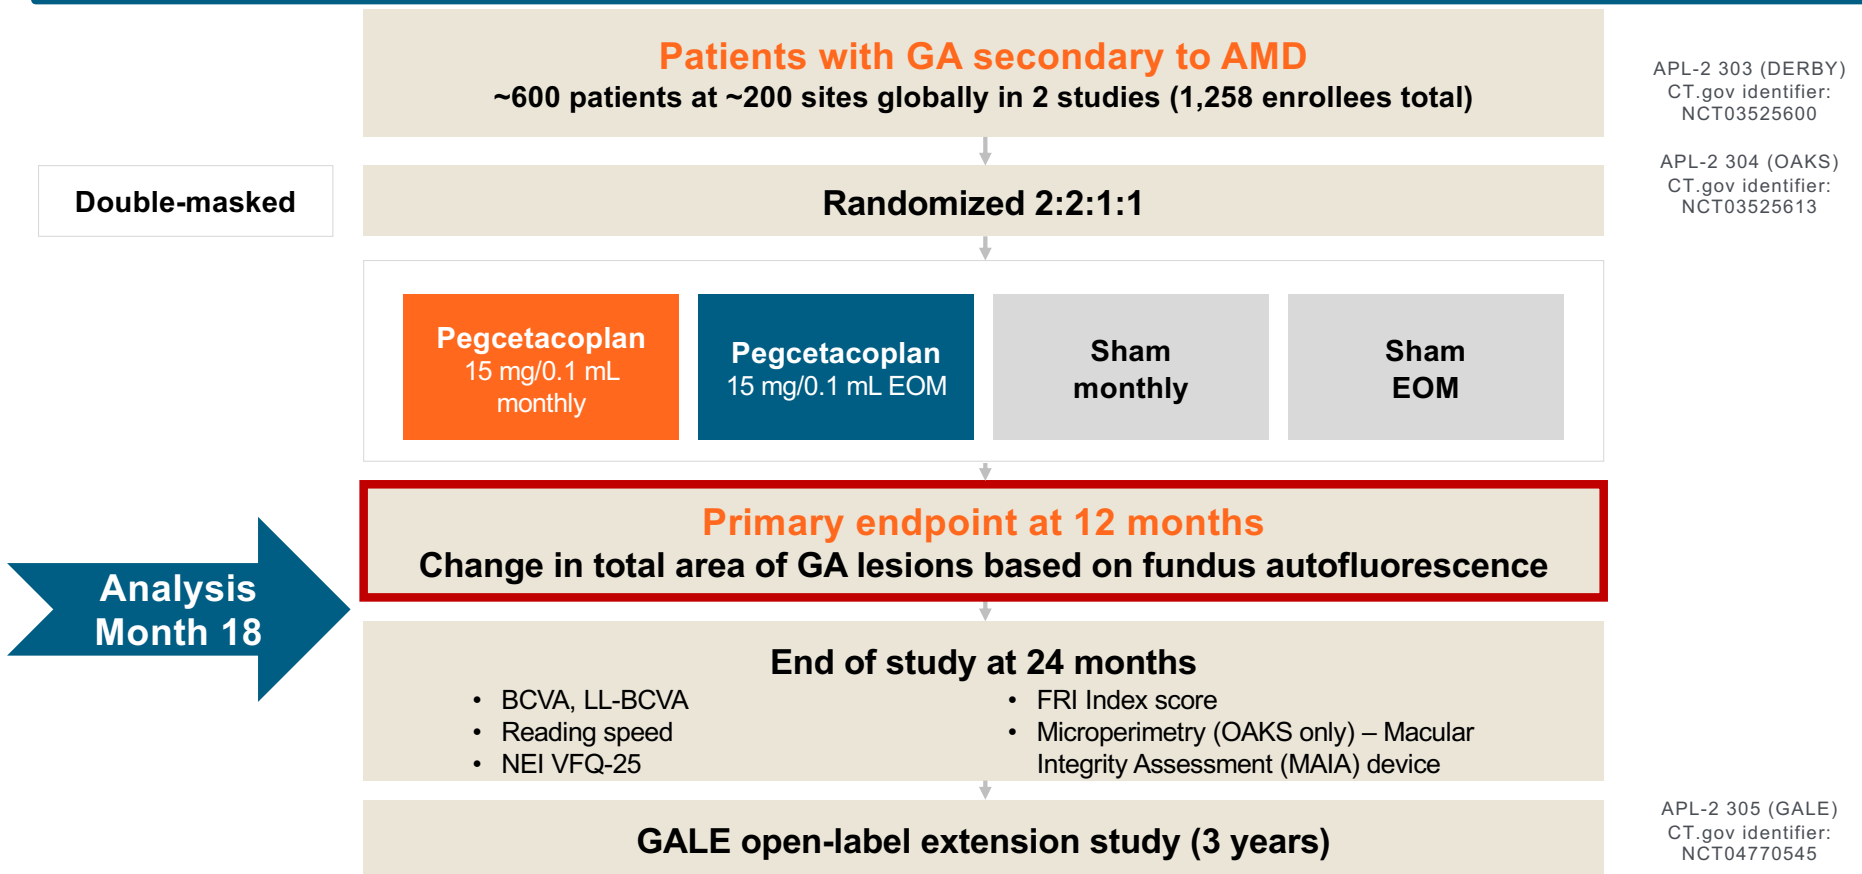 Patients with GA secondary to AMD
~600 patients at ~200 sites globally in 2 studies (1,258 enrollees total)
APL-2 303 (DERBY)
CT.gov identifier:
NCT03525600
APL-2 304 (OAKS)
CT.gov identifier:
NCT03525613
Double-masked
Randomized 2:2:1:1
Pegcetacoplan
15 mg/0.1 mL
monthly
Pegcetacoplan
15 mg/0.1 mL EOM
Sham
monthly
Sham
EOM
Primary endpoint at 12 months
Change in total area of GA lesions based on fundus autofluorescence
Analysis
Month 18
End of study at 24 months
• BCVA, LL-BCVA
• Reading speed
• NEI VFQ-25
• FRI Index score
• Microperimetry (OAKS only) – Macular
Integrity Assessment (MAIA) device
GALE open-label extension study (3 years)
APL-2 305 (GALE)
CT.gov identifier:
NCT04770545